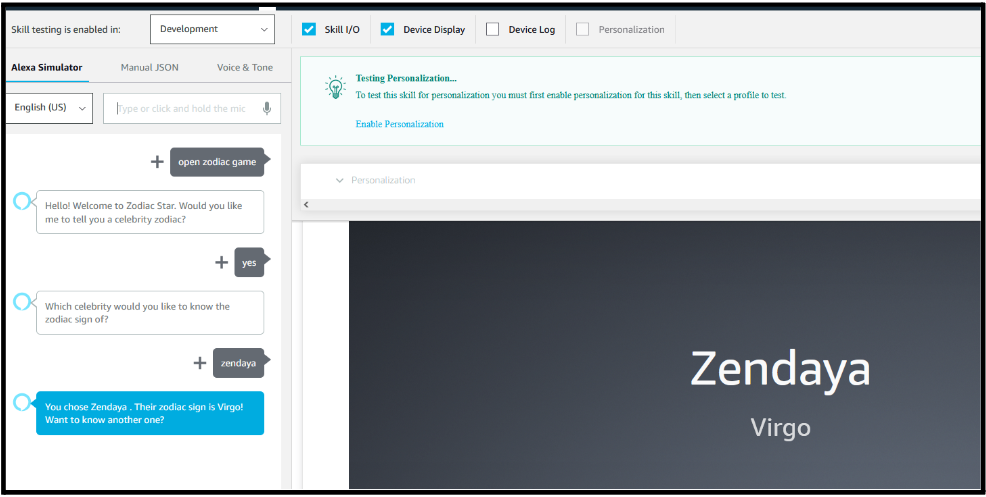 Skill testing is enabled in:
Development
Skill I/O
Device Display
Device Log
Personalization
Alexa Simulator
Manual JSON
Voice & Tone
English (US)
Type or click and hold the mic
open zodiac game
Hello! Welcome to Zodiac Star. Would you like
me to tell you a celebrity zodiac?
yes
Which celebrity would you like to know the
zodiac sign of?
zendaya
You chose Zendaya . Their zodiac sign is Virgo!
Want to know another one?
Testing Personalization...
To test this skill for personalization you must first enable personalization for this skill, then select a profile to test.
Enable Personalization
Personalization
Zendaya
Virgo